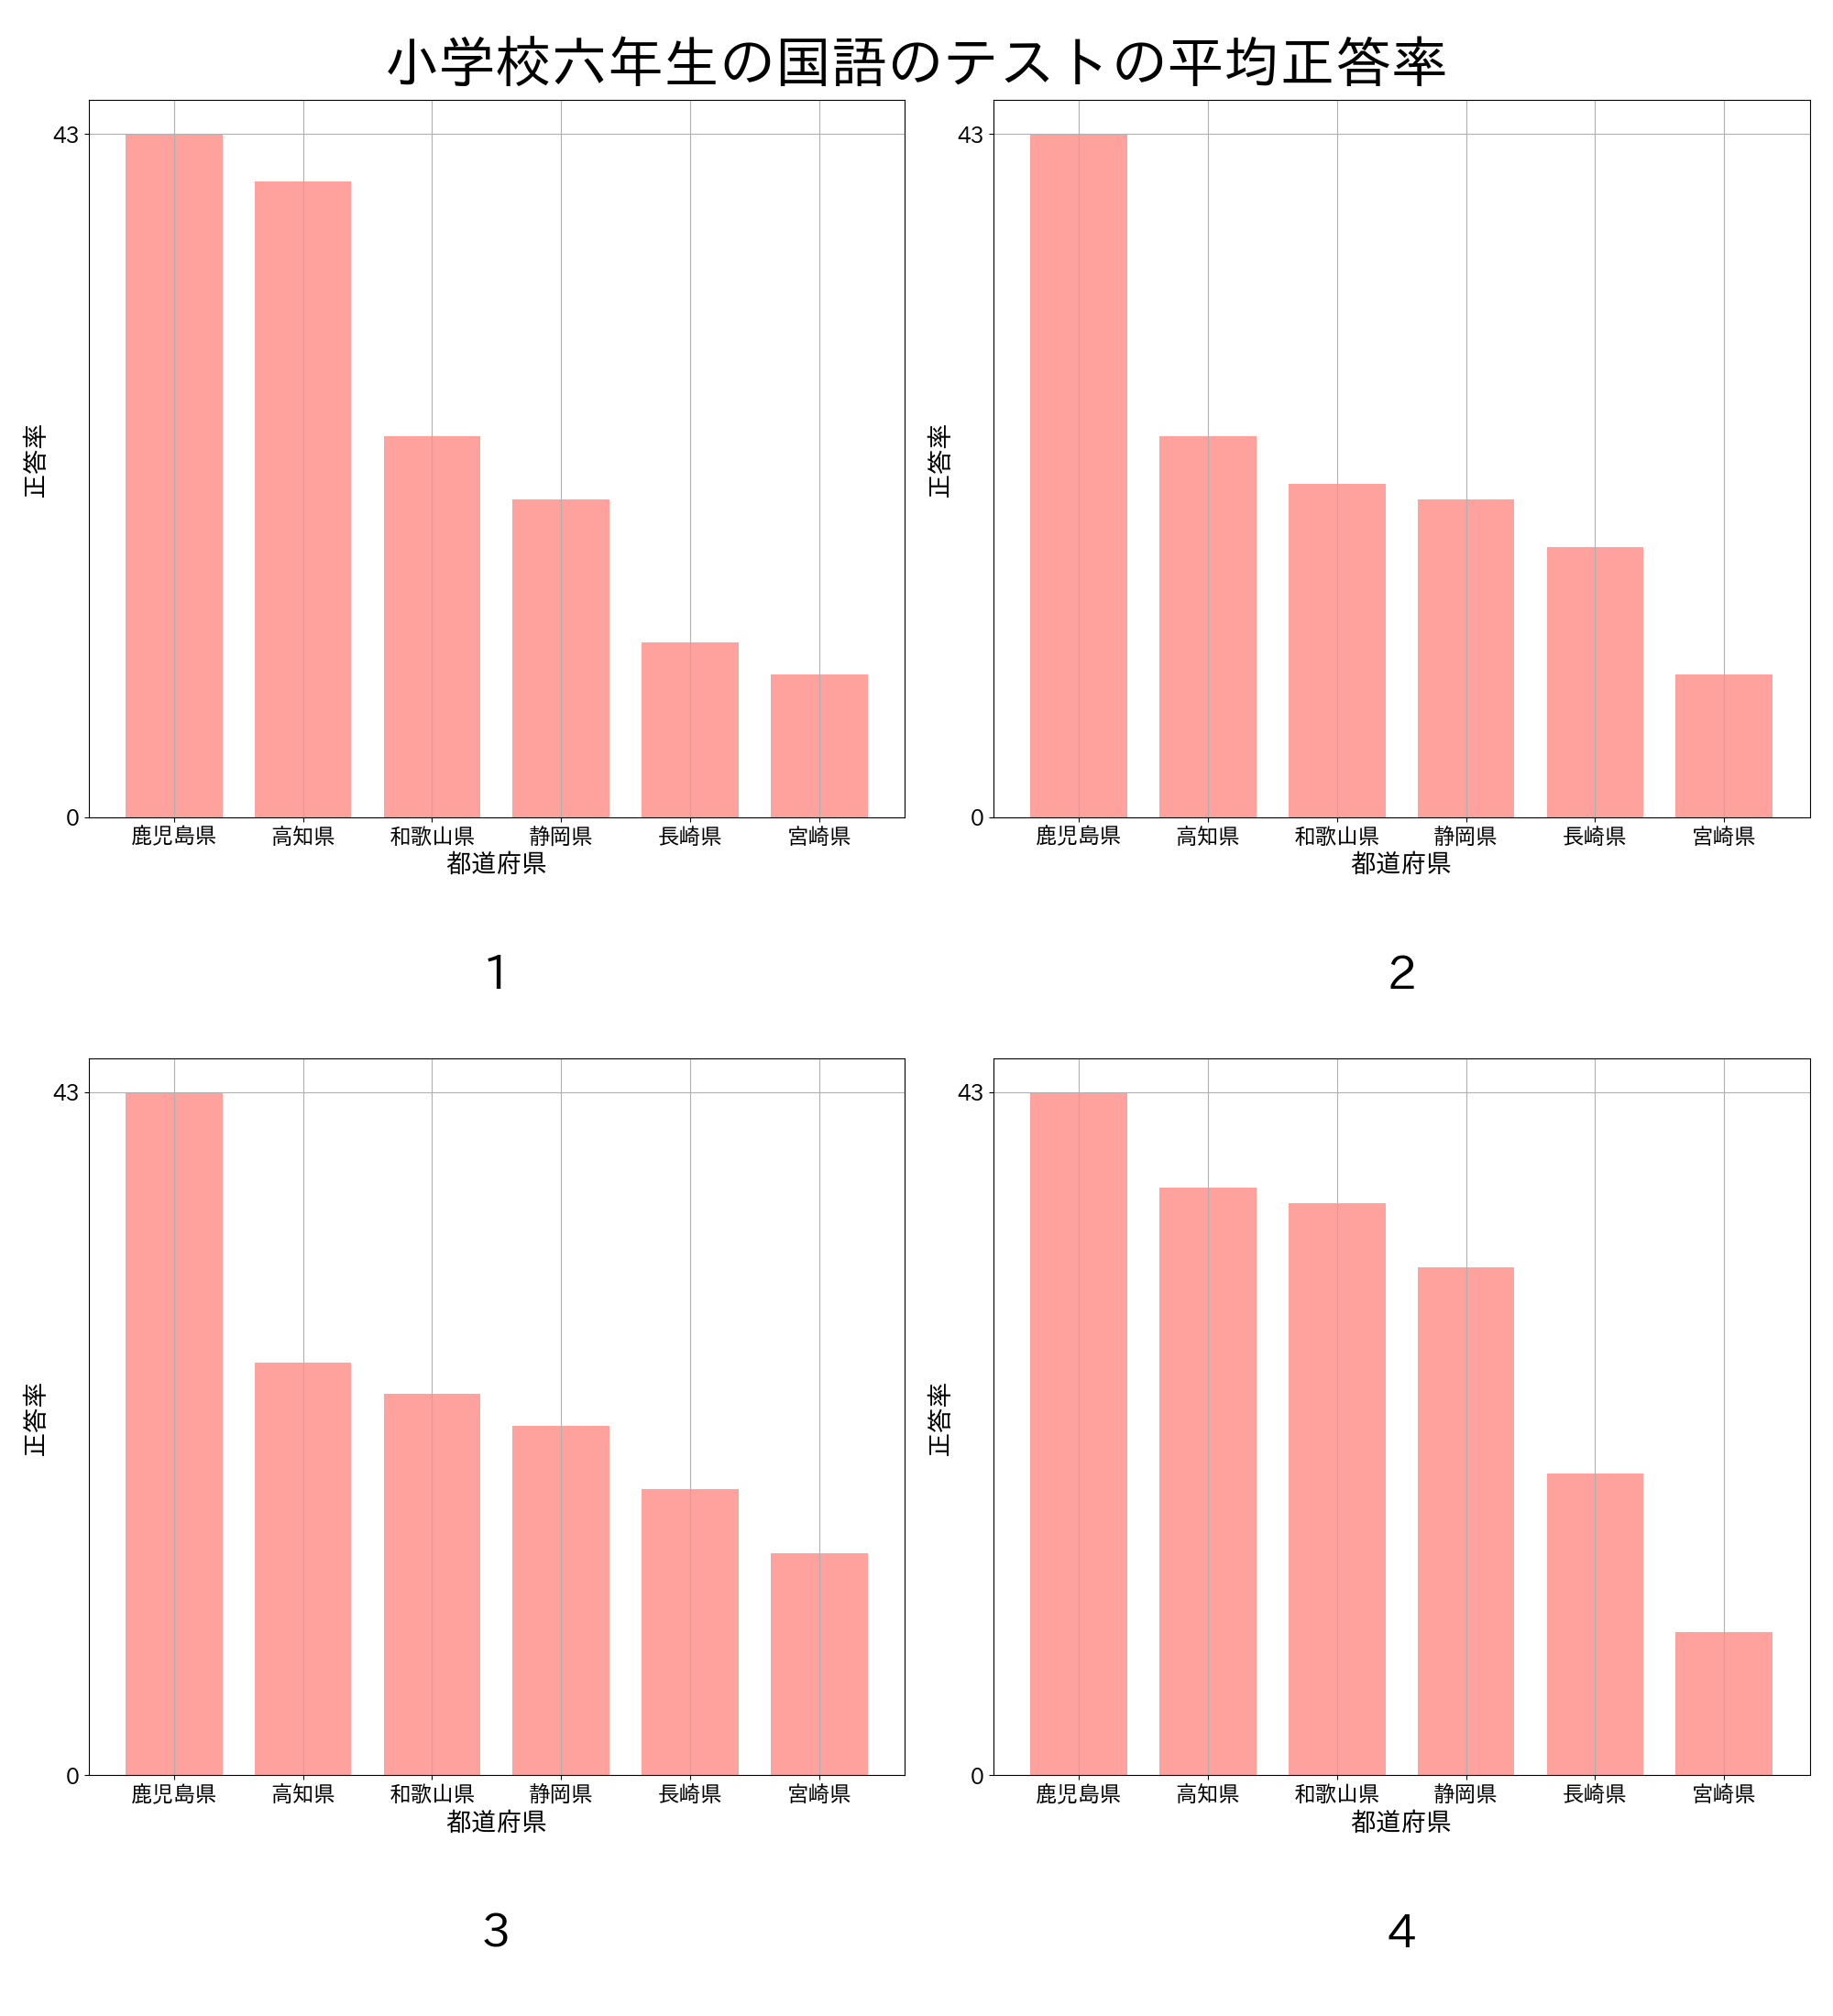 小学校六年生の国語のテストの平均正答率
43
0
正答率
鹿児島県 高知県 和歌山県 静岡県 長崎県 宮崎県
都道府県
1
43
0
正答率
鹿児島県 高知県 和歌山県 静岡県 長崎県 宮崎県
都道府県
2
43
0
正答率
鹿児島県 高知県 和歌山県 静岡県 長崎県 宮崎県
都道府県
3
43
0
正答率
鹿児島県 高知県 和歌山県 静岡県 長崎県 宮崎県
都道府県
4